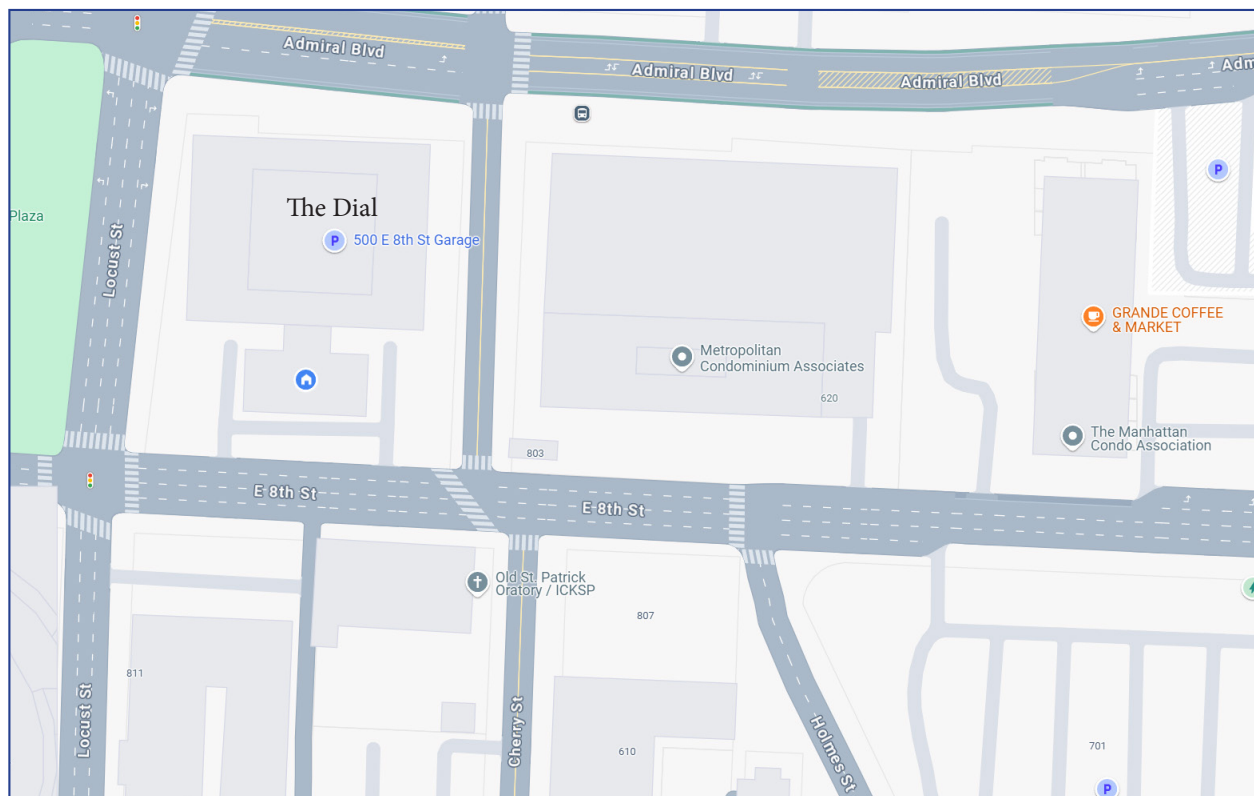 Admiral Blvd
Admiral Blvd
Admiral Blvd
Plaza
Locust St
The Dial
P
500 E 8th St Garage
P
GRANDE COFFEE
& MARKET
Metropolitan
Condominium Associates
620
The Manhattan
Condo Association
803
E 8th St
E 8th St
Old St. Patrick
Oratory / ICKSP
807
811
Locust St
Cherry St
610
Holmes St
701
P